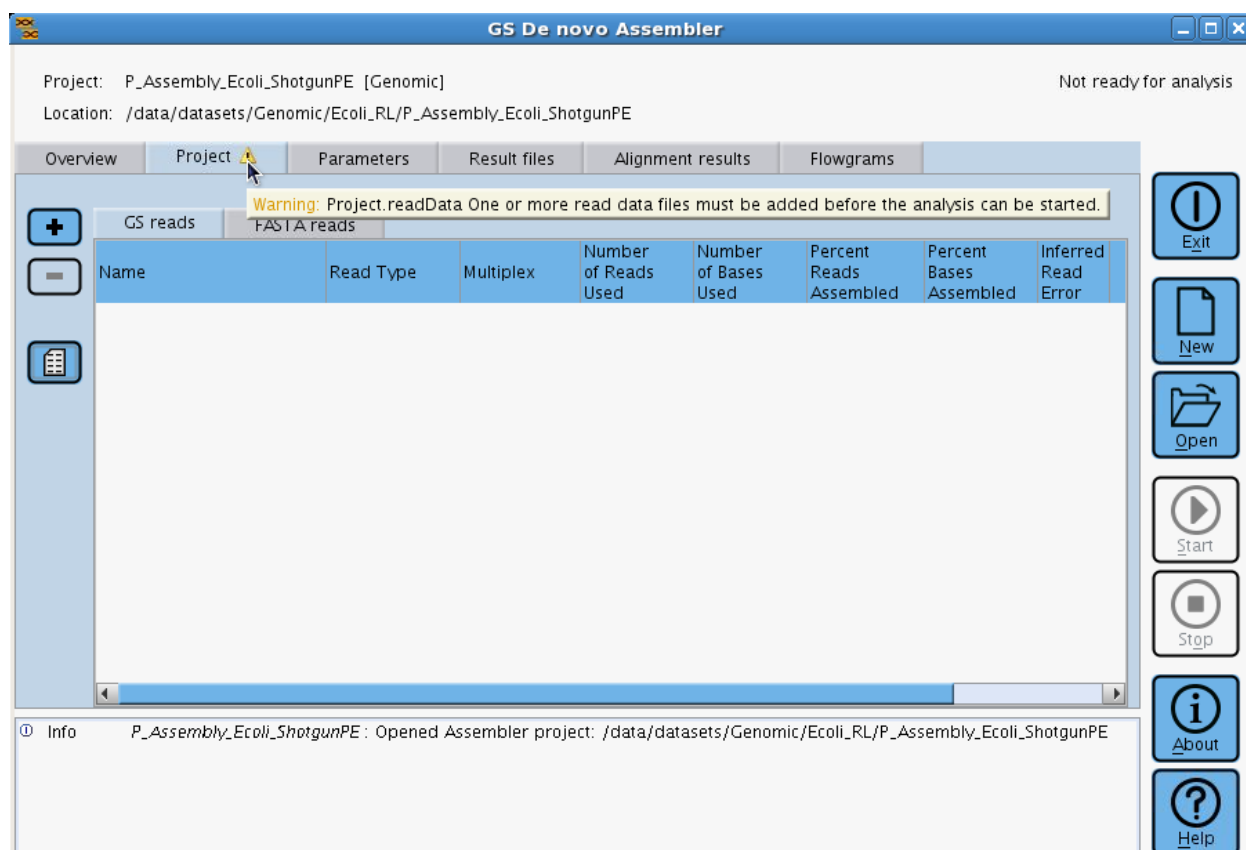 GS De novo Assembler
Project: P_Assembly_Ecoli_ShotgunPE [Genomic]
Not ready for analysis
Location: /data/datasets/Genomic/Ecoli_RL/P_Assembly_Ecoli_ShotgunPE
Overview Project Parameters Result files Alignment results Flowgrams
Warning: Project.readData One or more read data files must be added before the analysis can be started.
GS reads FASTA reads
Name Read Type Multiplex Number of Reads Used Number of Bases Used Percent Reads Assembled Percent Bases Assembled Inferred Read Error
Exit
New
Open
Start
Stop
About
Help
Info P_Assembly_Ecoli_ShotgunPE : Opened Assembler project: /data/datasets/Genomic/Ecoli_RL/P_Assembly_Ecoli_ShotgunPE